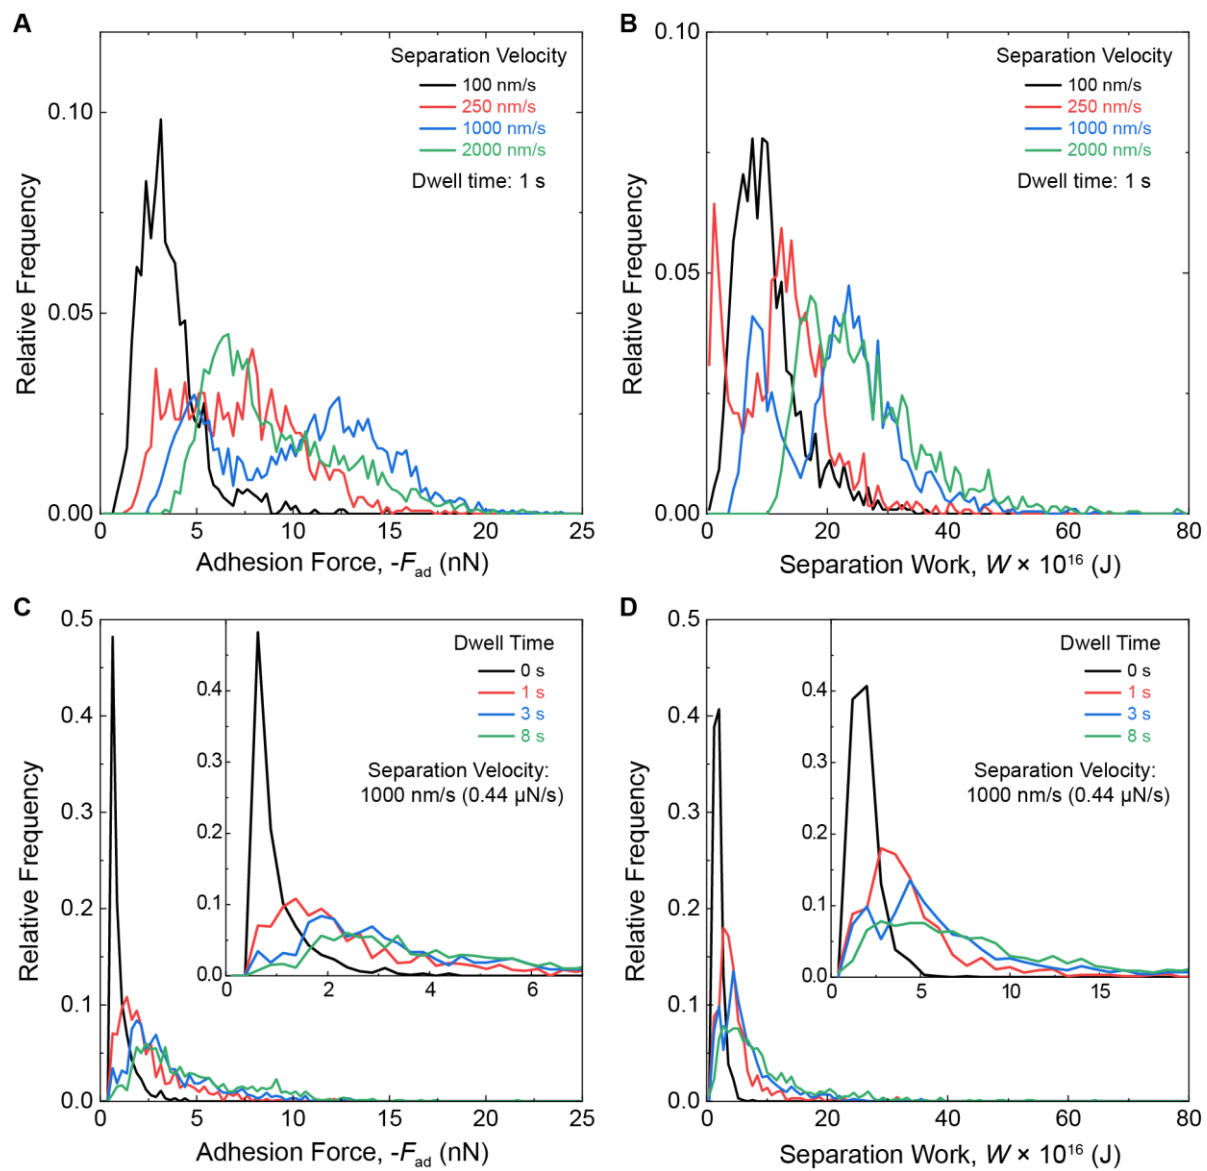 A
0.10
0.05
0.00
0
5
10
15
20
25
Relative Frequency
Adhesion Force, -F_ad (nN)
Separation Velocity
100 nm/s
250 nm/s
1000 nm/s
2000 nm/s
Dwell time: 1 s
B
0.10
0.05
0.00
0
20
40
60
80
Relative Frequency
Separation Work, W × 10¹⁶ (J)
Separation Velocity
100 nm/s
250 nm/s
1000 nm/s
2000 nm/s
Dwell time: 1 s
C
0.5
0.4
0.3
0.2
0.1
0.0
0
5
10
15
20
25
Relative Frequency
Adhesion Force, -F_ad (nN)
0.4
0.3
0.2
0.1
0.0
0
2
4
6
Dwell Time
0 s
1 s
3 s
8 s
Separation Velocity:
1000 nm/s (0.44 µN/s)
D
0.5
0.4
0.3
0.2
0.1
0.0
0
20
40
60
80
Relative Frequency
Separation Work, W × 10¹⁶ (J)
0.4
0.3
0.2
0.1
0.0
0
5
10
15
Dwell Time
0 s
1 s
3 s
8 s
Separation Velocity:
1000 nm/s (0.44 µN/s)